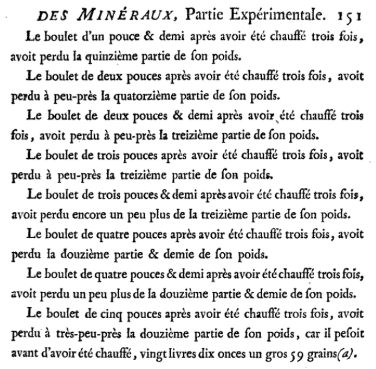 DES MINÉRAUX, Partie Expérimentale. 151
Le boulet d'un pouce & demi après avoir été chauffé trois fois,
avoit perdu la quinzième partie de ſon poids.
Le boulet de deux pouces après avoir été chauffé trois fois, avoit
perdu à peu-près la quatorzième partie de ſon poids.
Le boulet de deux pouces & demi après avoir été chauffé trois
fois, avoit perdu à peu-près la treizième partie de ſon poids.
Le boulet de trois pouces après avoir été chauffé trois fois, avoit
perdu à peu-près la treizième partie de ſon poids.
Le boulet de trois pouces & demi après avoir été chauffé trois fois,
avoit perdu encore un peu plus de la treizième partie de ſon poids.
Le boulet de quatre pouces après avoir été chauffé trois fois, avoit
perdu la douzième partie & demie de ſon poids.
Le boulet de quatre pouces & demi après avoir été chauffé trois fois,
avoit perdu un peu plus de la douzième partie & demie de ſon poids.
Le boulet de cinq pouces après avoir été chauffé trois fois, avoit
perdu à très-peu-près la douzième partie de ſon poids, car il peſoit
avant d'avoir été chauffé, vingt livres dix onces un gros 59 grains (a).